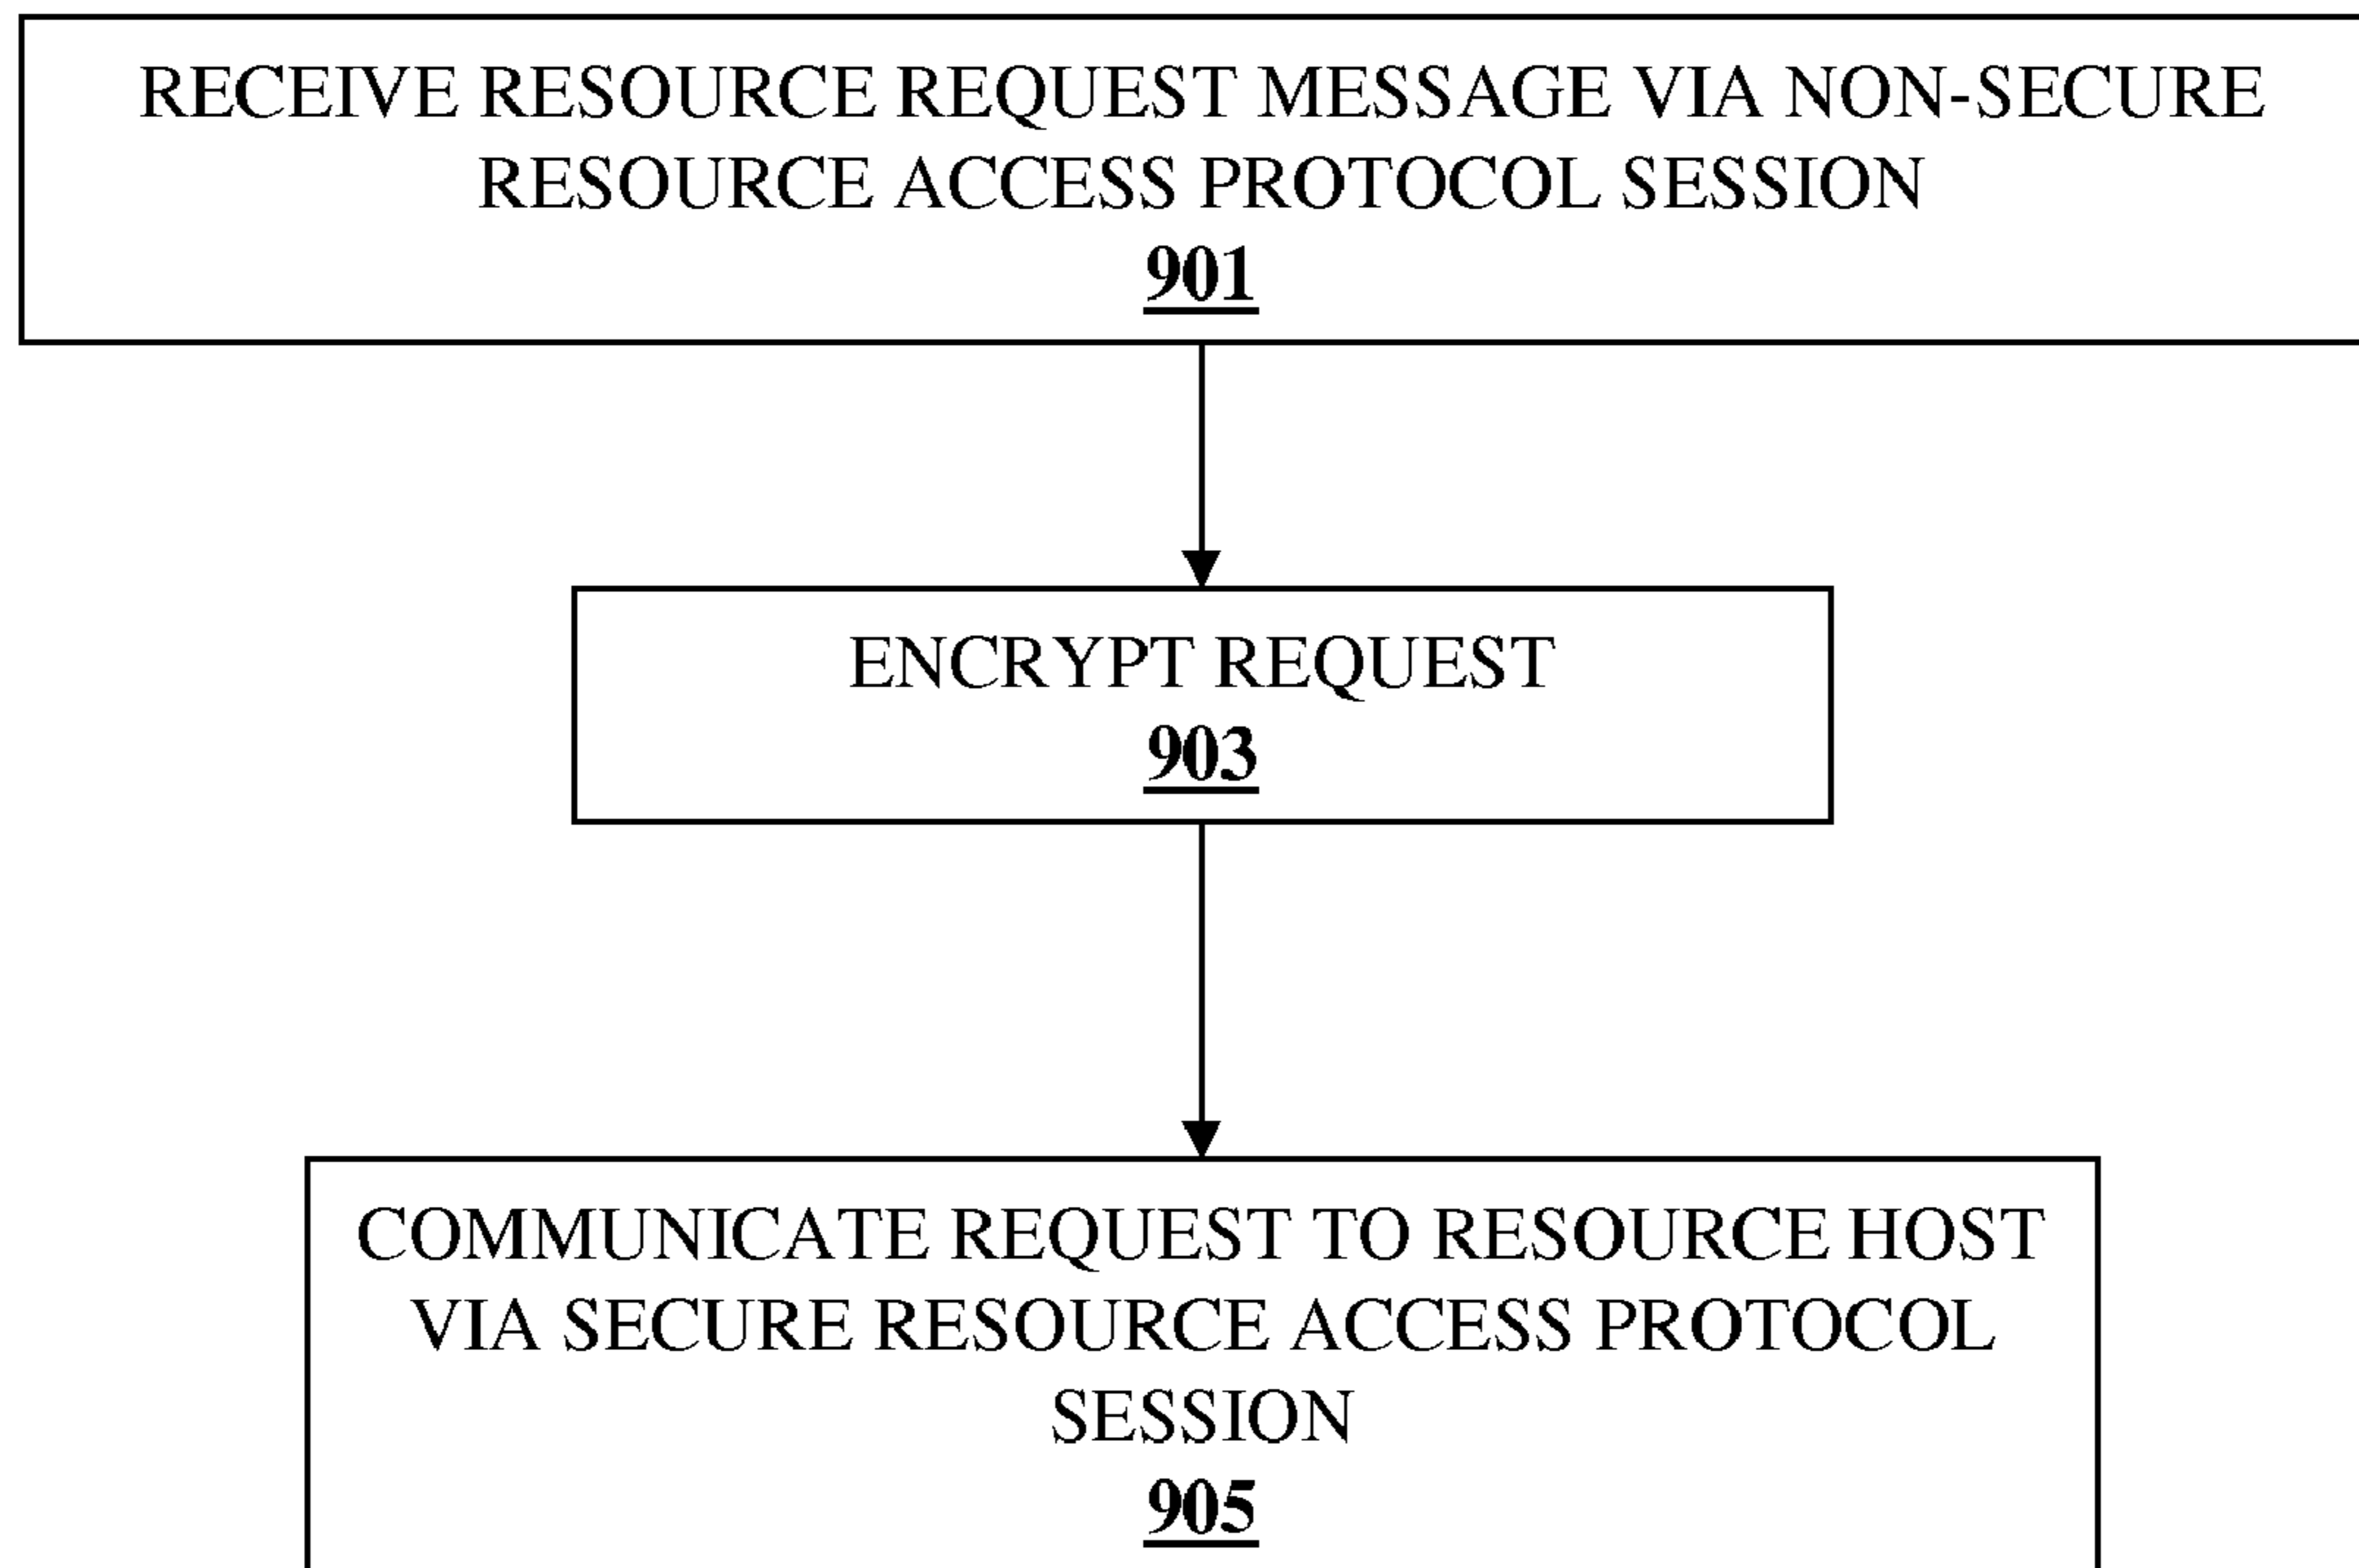 RECEIVE RESOURCE REQUEST MESSAGE VIA NON-SECURE
RESOURCE ACCESS PROTOCOL SESSION
901
ENCRYPT REQUEST
903
COMMUNICATE REQUEST TO RESOURCE HOST
VIA SECURE RESOURCE ACCESS PROTOCOL
SESSION
905